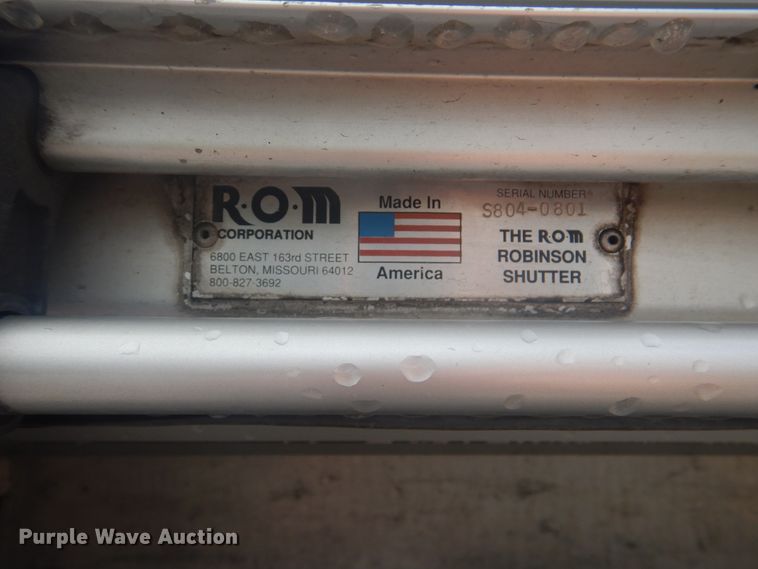 R·O·M
CORPORATION
6800 EAST 163rd STREET
BELTON, MISSOURI 64012
800-827-3692
Made In
America
SERIAL NUMBER
S804-0801
THE R·O·M
ROBINSON
SHUTTER
Purple Wave Auction